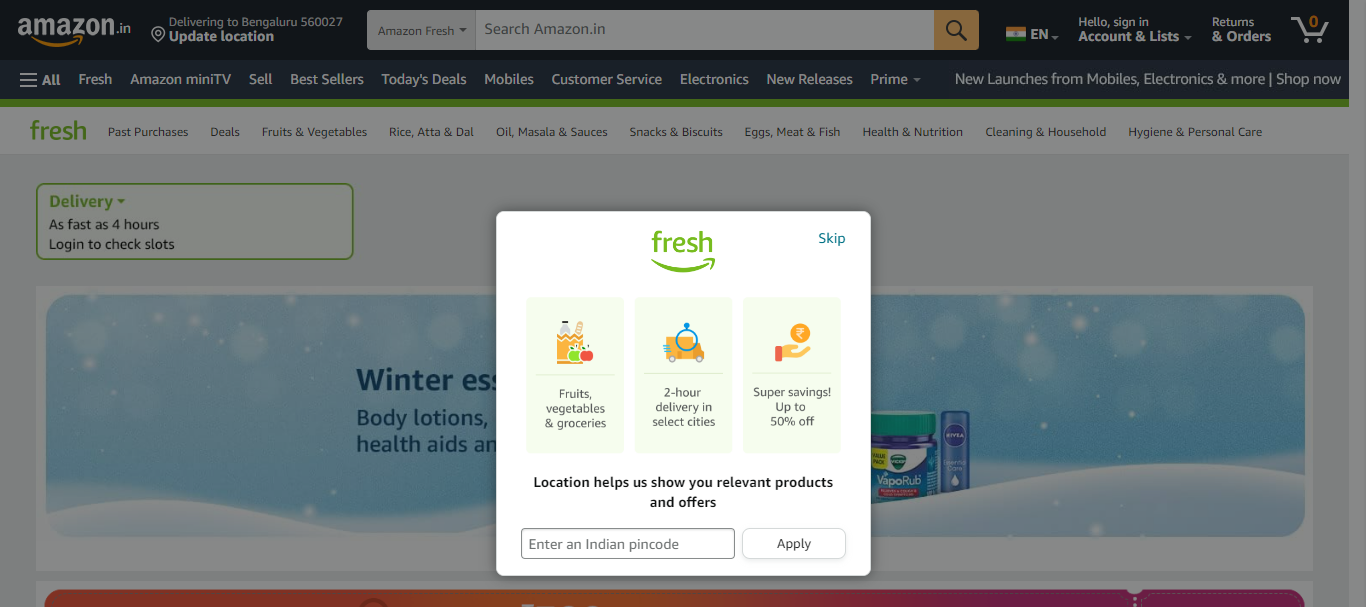 amazon.in
Delivering to Bengaluru 560027
Update location
Amazon Fresh
Search Amazon.in
EN
Hello, sign in
Account & Lists
Returns
& Orders
0
All
Fresh
Amazon miniTV
Sell
Best Sellers
Today's Deals
Mobiles
Customer Service
Electronics
New Releases
Prime
New Launches from Mobiles, Electronics & more | Shop now
fresh
Past Purchases
Deals
Fruits & Vegetables
Rice, Atta & Dal
Oil, Masala & Sauces
Snacks & Biscuits
Eggs, Meat & Fish
Health & Nutrition
Cleaning & Household
Hygiene & Personal Care
Delivery
As fast as 4 hours
Login to check slots
Winter
Body lotions,
health aids
fresh
Skip
₹
Fruits,
vegetables
& groceries
2-hour
delivery in
select cities
Super savings!
Up to
50% off
Location helps us show you relevant products
and offers
Enter an Indian pincode
Apply
VALUE
PACK
VICKS
VapoRub
NIVEA